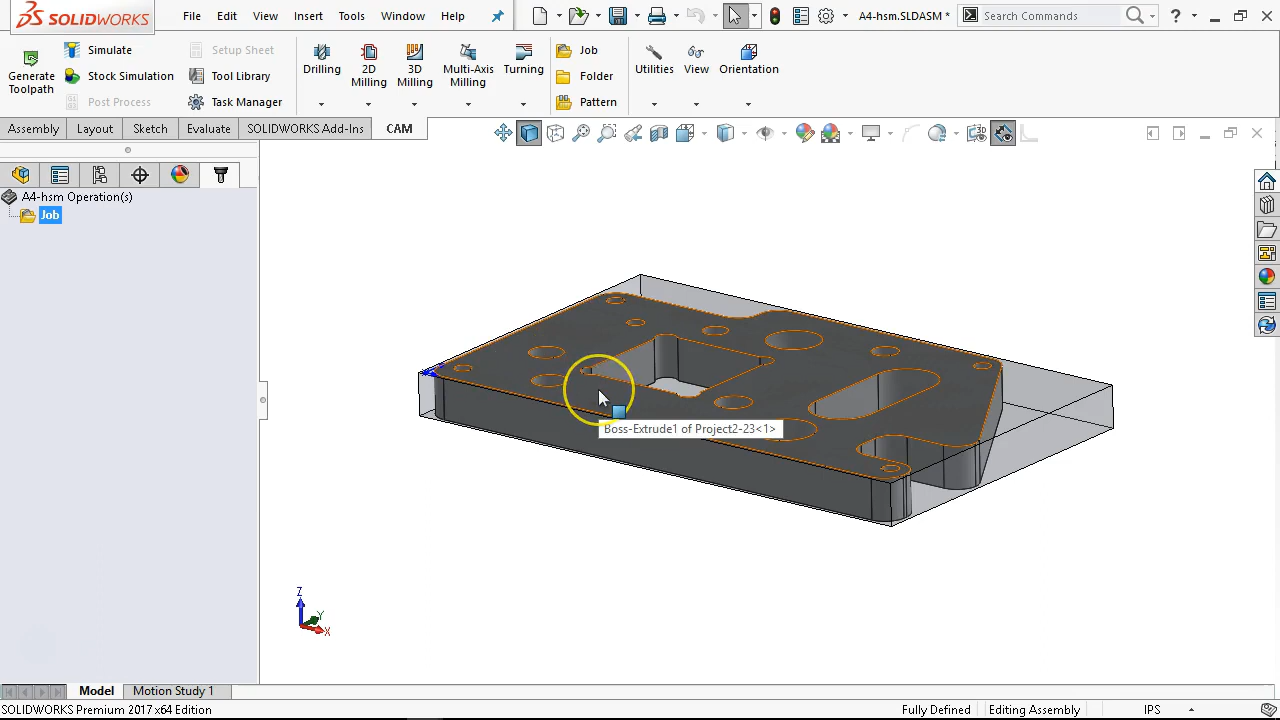 SOLIDWORKS
File Edit View Insert Tools Window Help
A4-hsm.SLDASM *
Search Commands
?
Generate Toolpath
Simulate
Stock Simulation
Post Process
Setup Sheet
Tool Library
Task Manager
Drilling
2D Milling
3D Milling
Multi-Axis Milling
Turning
Job
Folder
Pattern
Utilities
View
Orientation
Assembly Layout Sketch Evaluate SOLIDWORKS Add-Ins CAM
A4-hsm Operation(s)
Job
Boss-Extrude1 of Project2-23<1>
Z
Y
X
Model Motion Study 1
SOLIDWORKS Premium 2017 x64 Edition
Fully Defined Editing Assembly IPS